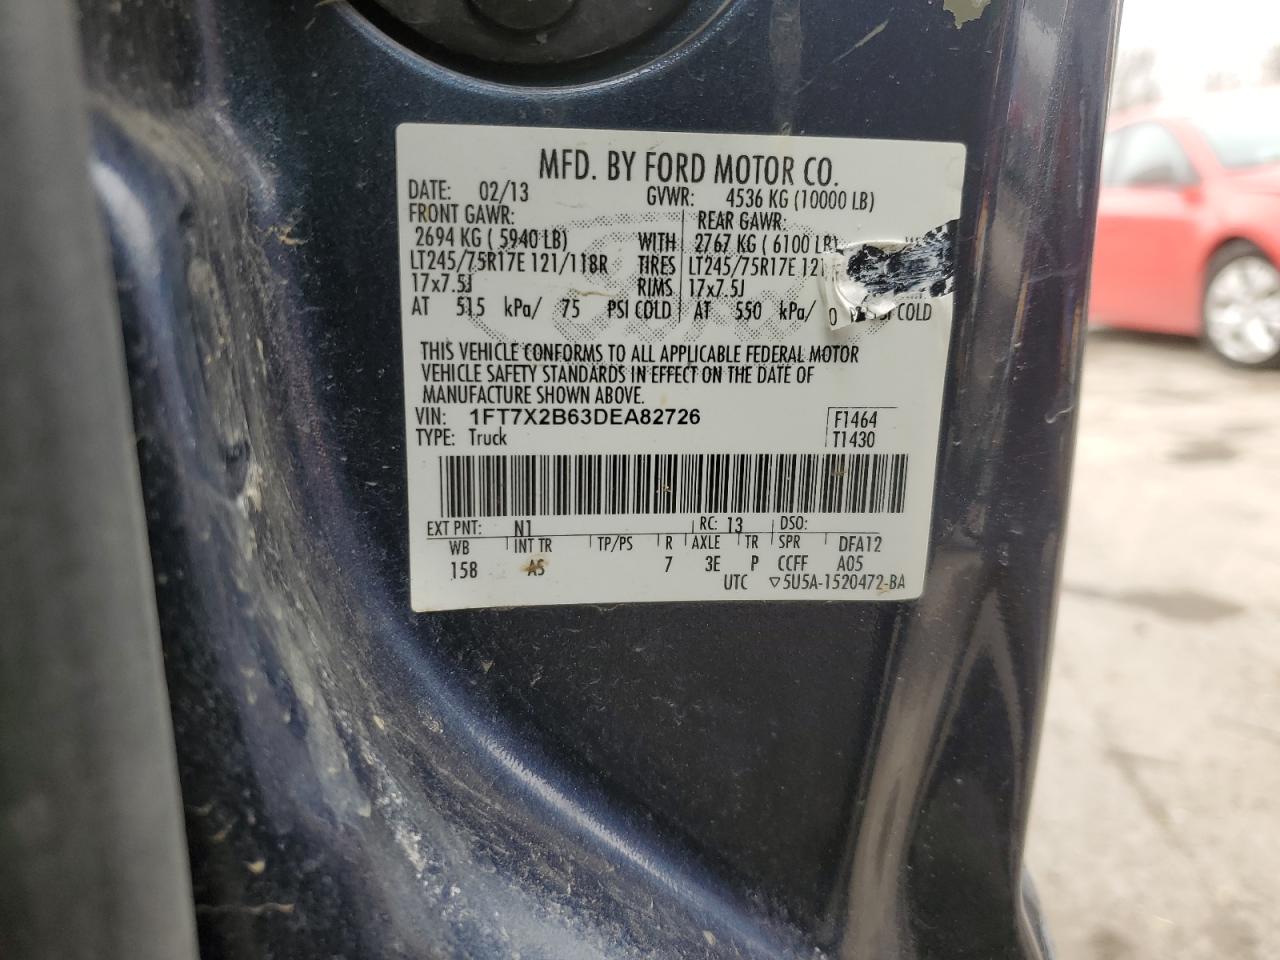 MFD. BY FORD MOTOR CO.
DATE: 02/13 GVWR: 4536 KG (10000 LB)
FRONT GAWR: REAR GAWR:
2694 KG ( 5940 LB) WITH 2767 KG ( 6100 LB)
LT245/75R17E 121/118R TIRES LT245/75R17E 121
17x7.5J RIMS 17x7.5J
AT 515 kPa/ 75 PSI COLD AT 550 kPa/ 0 PSI COLD
THIS VEHICLE CONFORMS TO ALL APPLICABLE FEDERAL MOTOR
VEHICLE SAFETY STANDARDS IN EFFECT ON THE DATE OF
MANUFACTURE SHOWN ABOVE.
VIN: 1FT7X2B63DEA82726 F1464
TYPE: Truck T1430
EXT PNT: N1 RC: 13 DSO:
WB INT TR TP/PS R AXLE TR SPR DFA12
158 AS 7 3E P CCFF A05
UTC ▽5U5A-1520472-BA